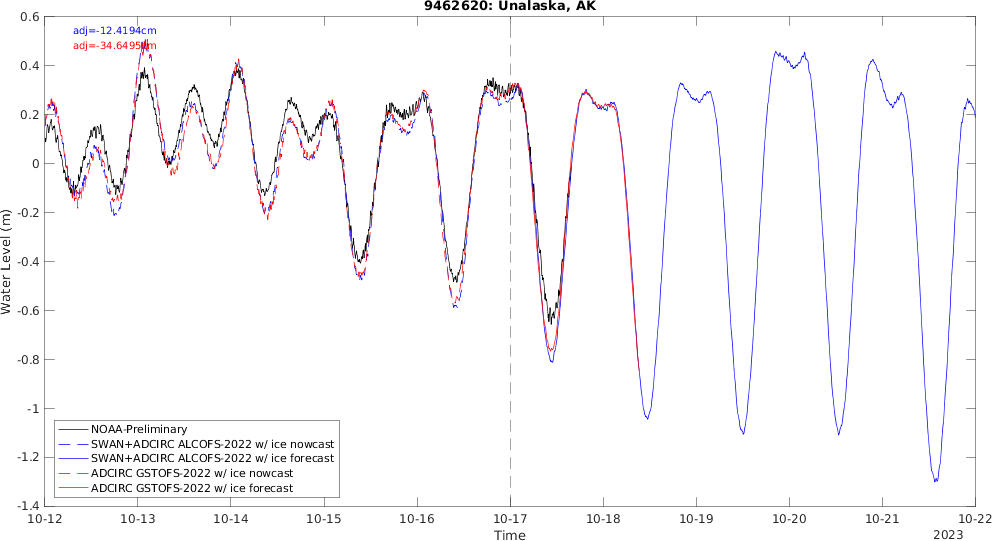 9462620: Unalaska, AK
adj=-12.4194cm
adj=-34.6495cm
0.6
0.4
0.2
0
-0.2
-0.4
-0.6
-0.8
-1
-1.2
-1.4
Water Level (m)
NOAA-Preliminary
SWAN+ADCIRC ALCOFS-2022 w/ ice nowcast
SWAN+ADCIRC ALCOFS-2022 w/ ice forecast
ADCIRC GSTOFS-2022 w/ ice nowcast
ADCIRC GSTOFS-2022 w/ ice forecast
10-12 10-13 10-14 10-15 10-16 10-17 10-18 10-19 10-20 10-21 10-22
Time
2023